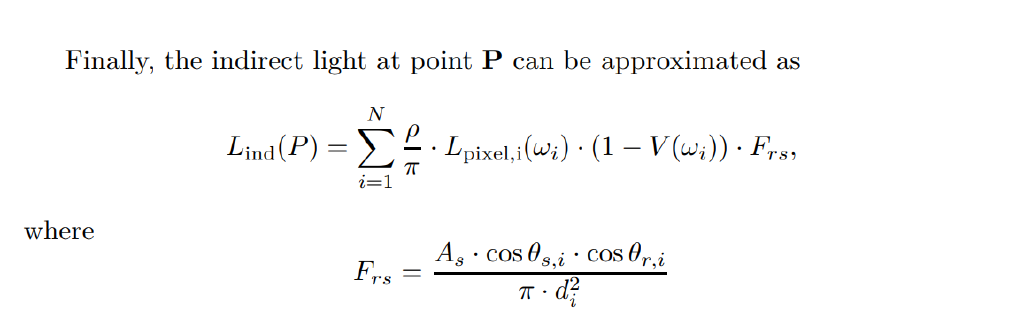 Finally, the indirect light at point P can be approximated as
L_{ind}(P) = \sum_{i=1}^{N} \frac{\rho}{\pi} \cdot L_{pixel,i}(\omega_i) \cdot (1 - V(\omega_i)) \cdot F_{rs},
where
F_{rs} = \frac{A_s \cdot \cos\theta_{s,i} \cdot \cos\theta_{r,i}}{\pi \cdot d_i^2}